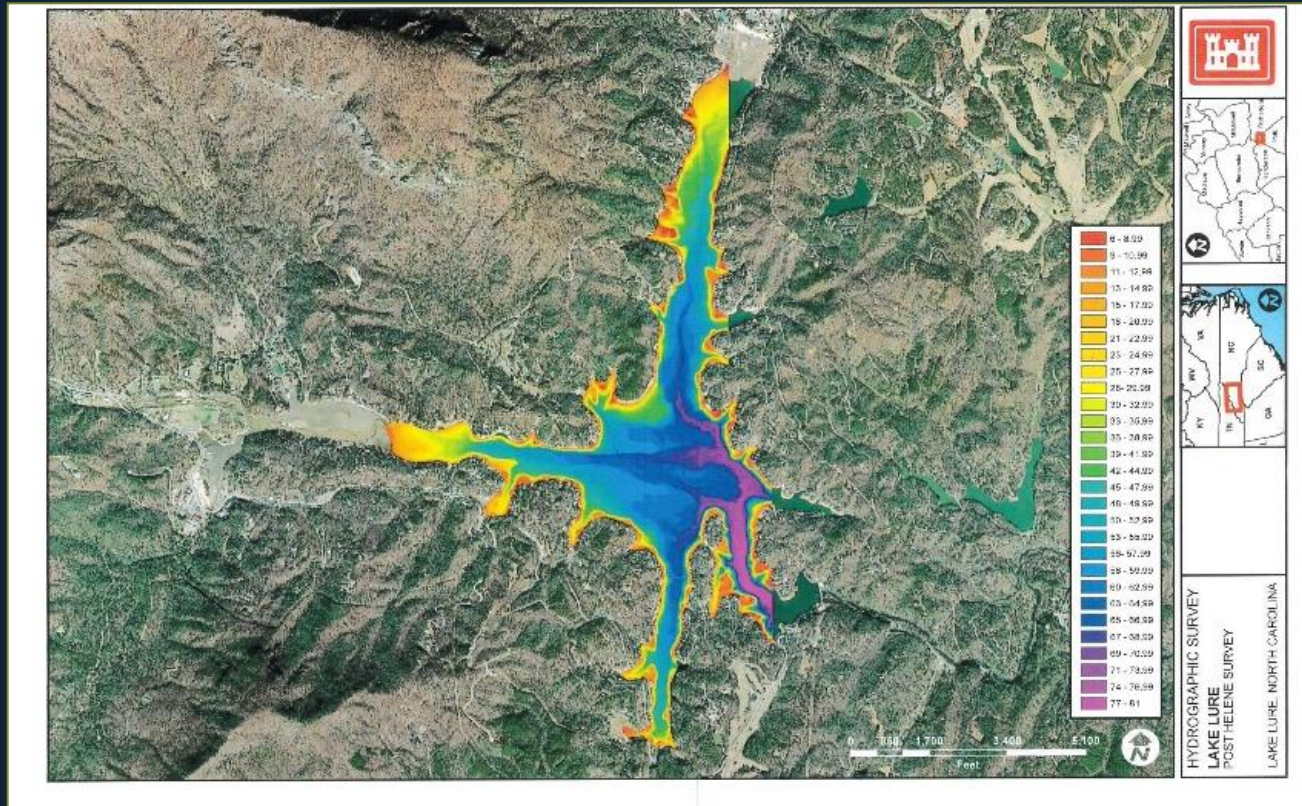 6 - 8.99
9 - 10.99
11 - 12.99
13 - 14.99
15 - 17.99
18 - 20.99
21 - 22.99
23 - 24.99
25 - 27.99
28 - 29.99
30 - 32.99
33 - 35.99
36 - 38.99
39 - 41.99
42 - 44.99
45 - 47.99
48 - 49.99
50 - 52.99
53 - 55.99
56- 57.99
58 - 59.99
60 - 62.99
63 - 64.99
65 - 66.99
67 - 68.99
69 - 70.99
71 - 73.99
74 - 76.99
77 - 81
0 850 1,700 3,400 5,100
Feet
N
KY
WV
VA
TN
NC
SC
GA
HYDROGRAPHIC SURVEY
LAKE LURE
POST HELENE SURVEY
LAKE LURE, NORTH CAROLINA